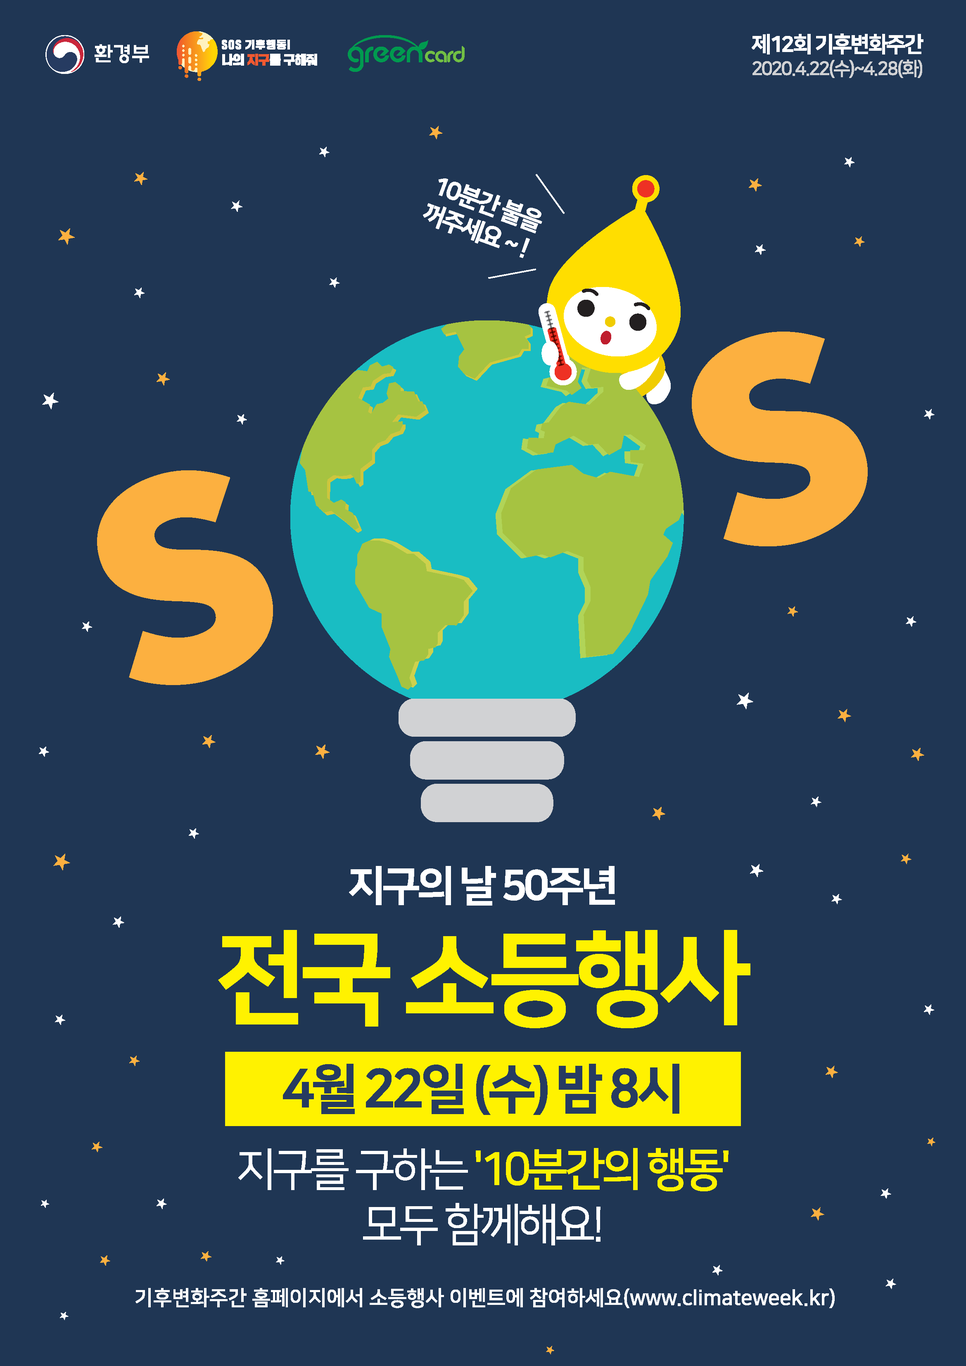 환경부
SOS 기후행동!
나의 지구를 구해줘
greencard
제12회 기후변화주간
2020.4.22(수)~4.28(화)
10분간 불을
꺼주세요 ~!
S
S
지구의 날 50주년
전국 소등행사
4월 22일 (수) 밤 8시
지구를 구하는 '10분간의 행동'
모두 함께해요!
기후변화주간 홈페이지에서 소등행사 이벤트에 참여하세요(www.climateweek.kr)